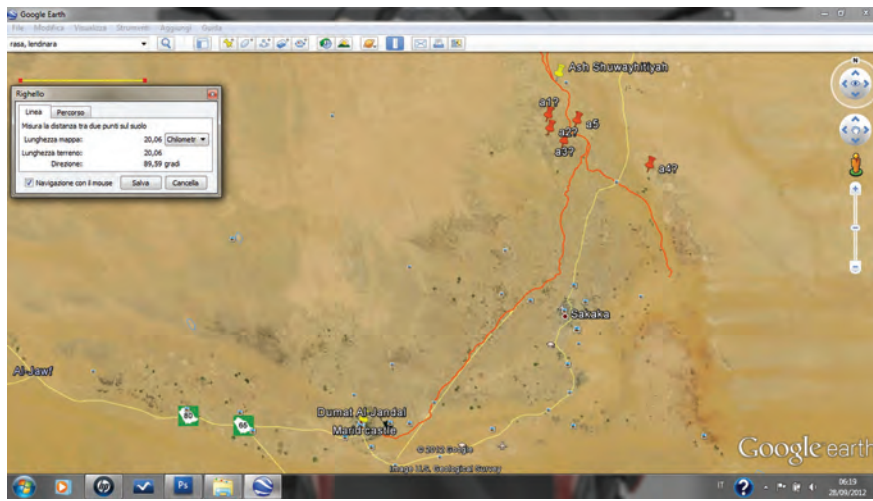 Google Earth
File Modifica Visualizza Strumenti Aggiungi Guida
rasa, lendinara
Righello
Linea Percorso
Misura la distanza tra due punti sul suolo
Lunghezza mappa: 20,06 Chilometr
Lunghezza terreno: 20,06
Direzione: 89,59 gradi
Navigazione con il mouse Salva Cancella
N
Ash Shuwayhitiyah
a1?
a2? a5
a3?
a4?
Sakaka
Al-Jawf
80
65
Dumat Al-Jandal
Marid castle
© 2012 Google
Image U.S. Geological Survey
Google earth
Ps
IT
06:19
28/09/2012